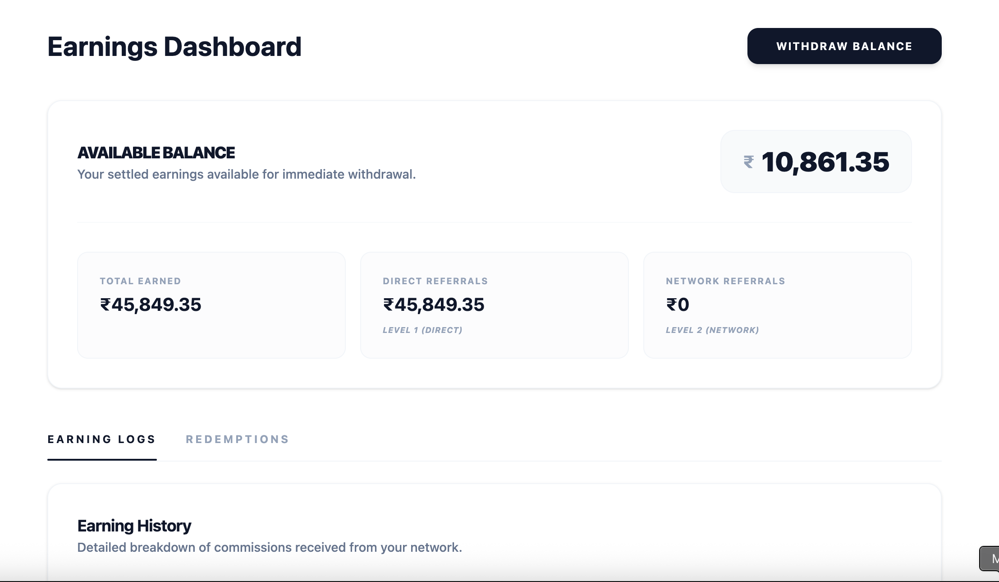 Earnings Dashboard
WITHDRAW BALANCE
AVAILABLE BALANCE
Your settled earnings available for immediate withdrawal.
₹ 10,861.35
TOTAL EARNED
₹45,849.35
DIRECT REFERRALS
₹45,849.35
LEVEL 1 (DIRECT)
NETWORK REFERRALS
₹0
LEVEL 2 (NETWORK)
EARNING LOGS
REDEMPTIONS
Earning History
Detailed breakdown of commissions received from your network.